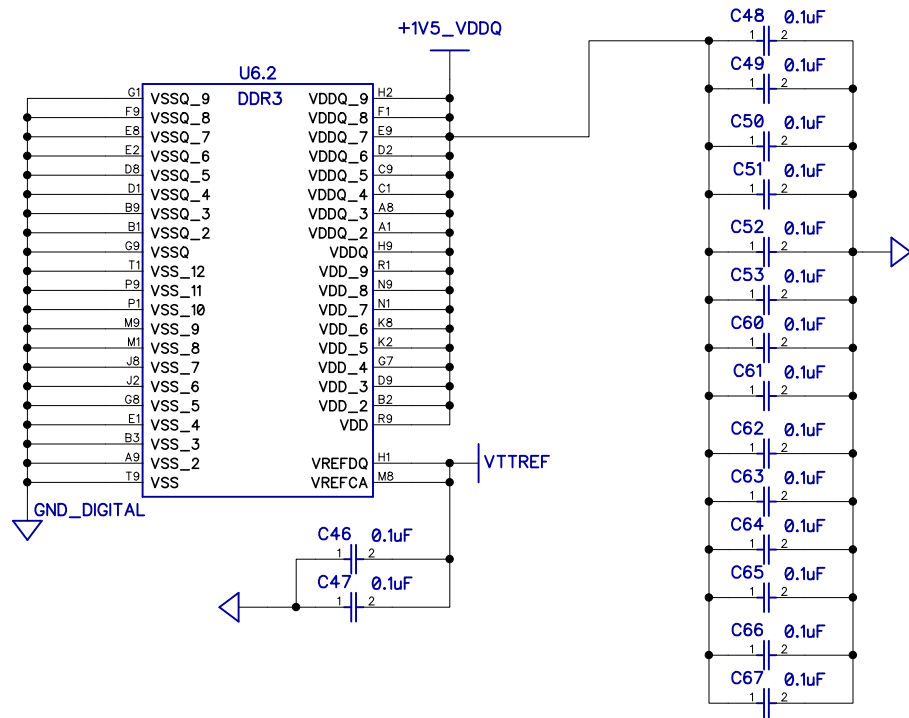 +1V5_VDDQ
U6.2
DDR3
G1 VSSQ_9 VDDQ_9 H2
F9 VSSQ_8 VDDQ_8 F1
E8 VSSQ_7 VDDQ_7 E9
E2 VSSQ_6 VDDQ_6 D2
D8 VSSQ_5 VDDQ_5 C9
D1 VSSQ_4 VDDQ_4 C1
B9 VSSQ_3 VDDQ_3 A8
B1 VSSQ_2 VDDQ_2 A1
G9 VSSQ VDDQ H9
T1 VSS_12 VDD_9 R1
P9 VSS_11 VDD_8 N9
P1 VSS_10 VDD_7 N1
M9 VSS_9 VDD_6 K8
M1 VSS_8 VDD_5 K2
J8 VSS_7 VDD_4 G7
J2 VSS_6 VDD_3 D9
G8 VSS_5 VDD_2 B2
E1 VSS_4 VDD R9
B3 VSS_3
A9 VSS_2 VREFDQ H1
T9 VSS VREFCA M8
VTTREF
GND_DIGITAL
C46 0.1uF
1 2
C47 0.1uF
1 2
C48 0.1uF
1 2
C49 0.1uF
1 2
C50 0.1uF
1 2
C51 0.1uF
1 2
C52 0.1uF
1 2
C53 0.1uF
1 2
C60 0.1uF
1 2
C61 0.1uF
1 2
C62 0.1uF
1 2
C63 0.1uF
1 2
C64 0.1uF
1 2
C65 0.1uF
1 2
C66 0.1uF
1 2
C67 0.1uF
1 2